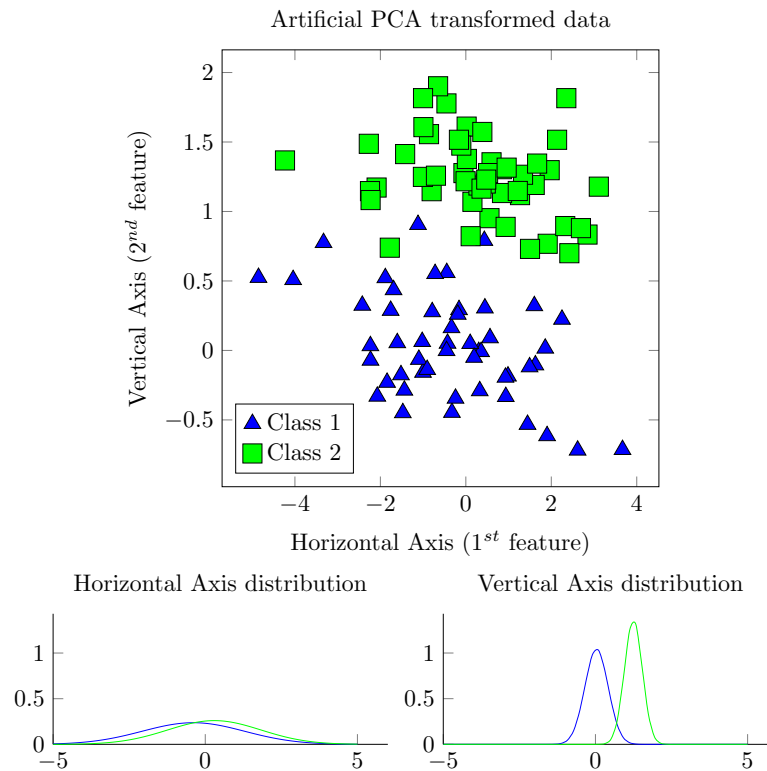 Artificial PCA transformed data
2
1.5
1
0.5
0
−0.5
Vertical Axis (2nd feature)
Class 1
Class 2
−4 −2 0 2 4
Horizontal Axis (1st feature)
Horizontal Axis distribution
1
0.5
0
−5 0 5
Vertical Axis distribution
1
0.5
0
−5 0 5